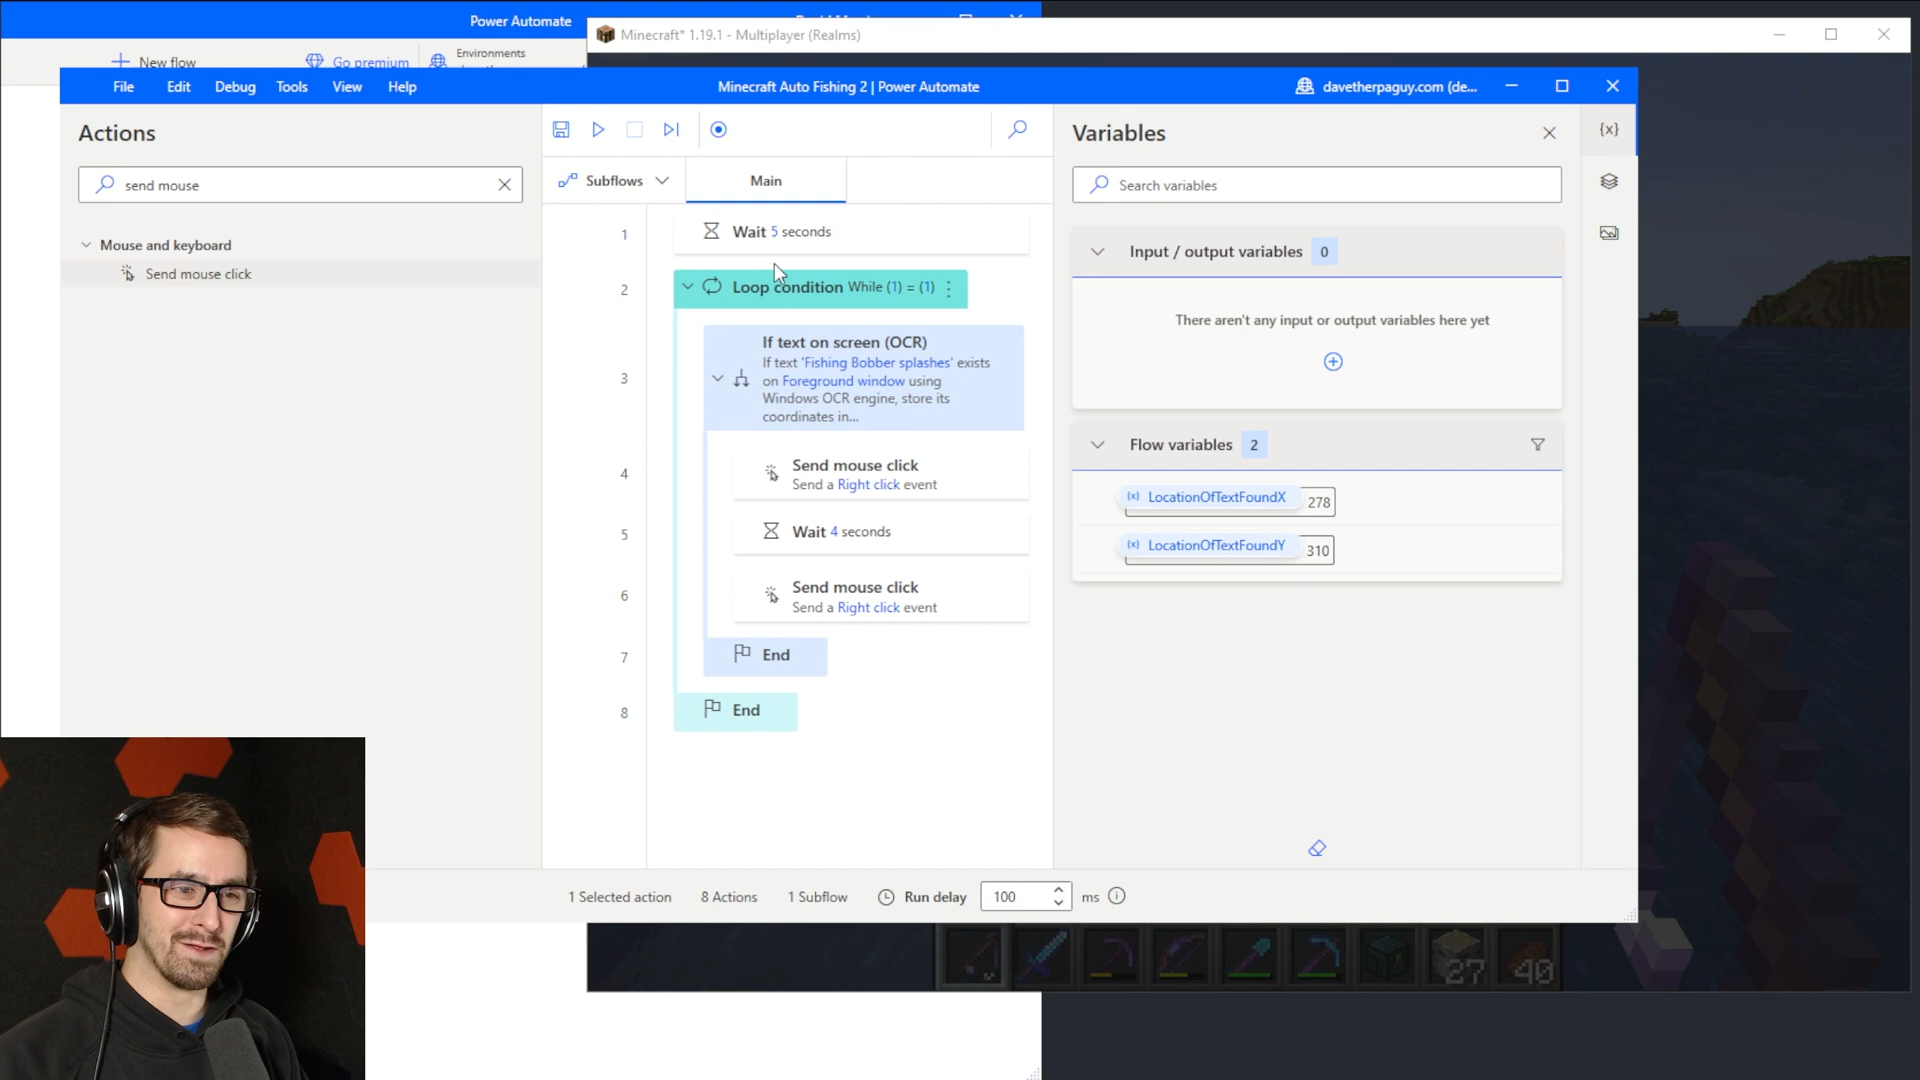 Power Automate
Minecraft* 1.19.1 - Multiplayer (Realms)
New flow
Go premium
Environments
File
Edit
Debug
Tools
View
Help
Minecraft Auto Fishing 2 | Power Automate
davetherpaguy.com (de...
Actions
send mouse
Mouse and keyboard
Send mouse click
Subflows
Main
1
Wait 5 seconds
2
Loop condition While (1) = (1)
3
If text on screen (OCR)
If text 'Fishing Bobber splashes' exists
on Foreground window using
Windows OCR engine, store its
coordinates in...
4
Send mouse click
Send a Right click event
5
Wait 4 seconds
6
Send mouse click
Send a Right click event
7
End
8
End
Variables
{x}
Search variables
Input / output variables 0
There aren't any input or output variables here yet
Flow variables 2
(x) LocationOfTextFoundX 278
(x) LocationOfTextFoundY 310
1 Selected action
8 Actions
1 Subflow
Run delay
100
ms
27
40